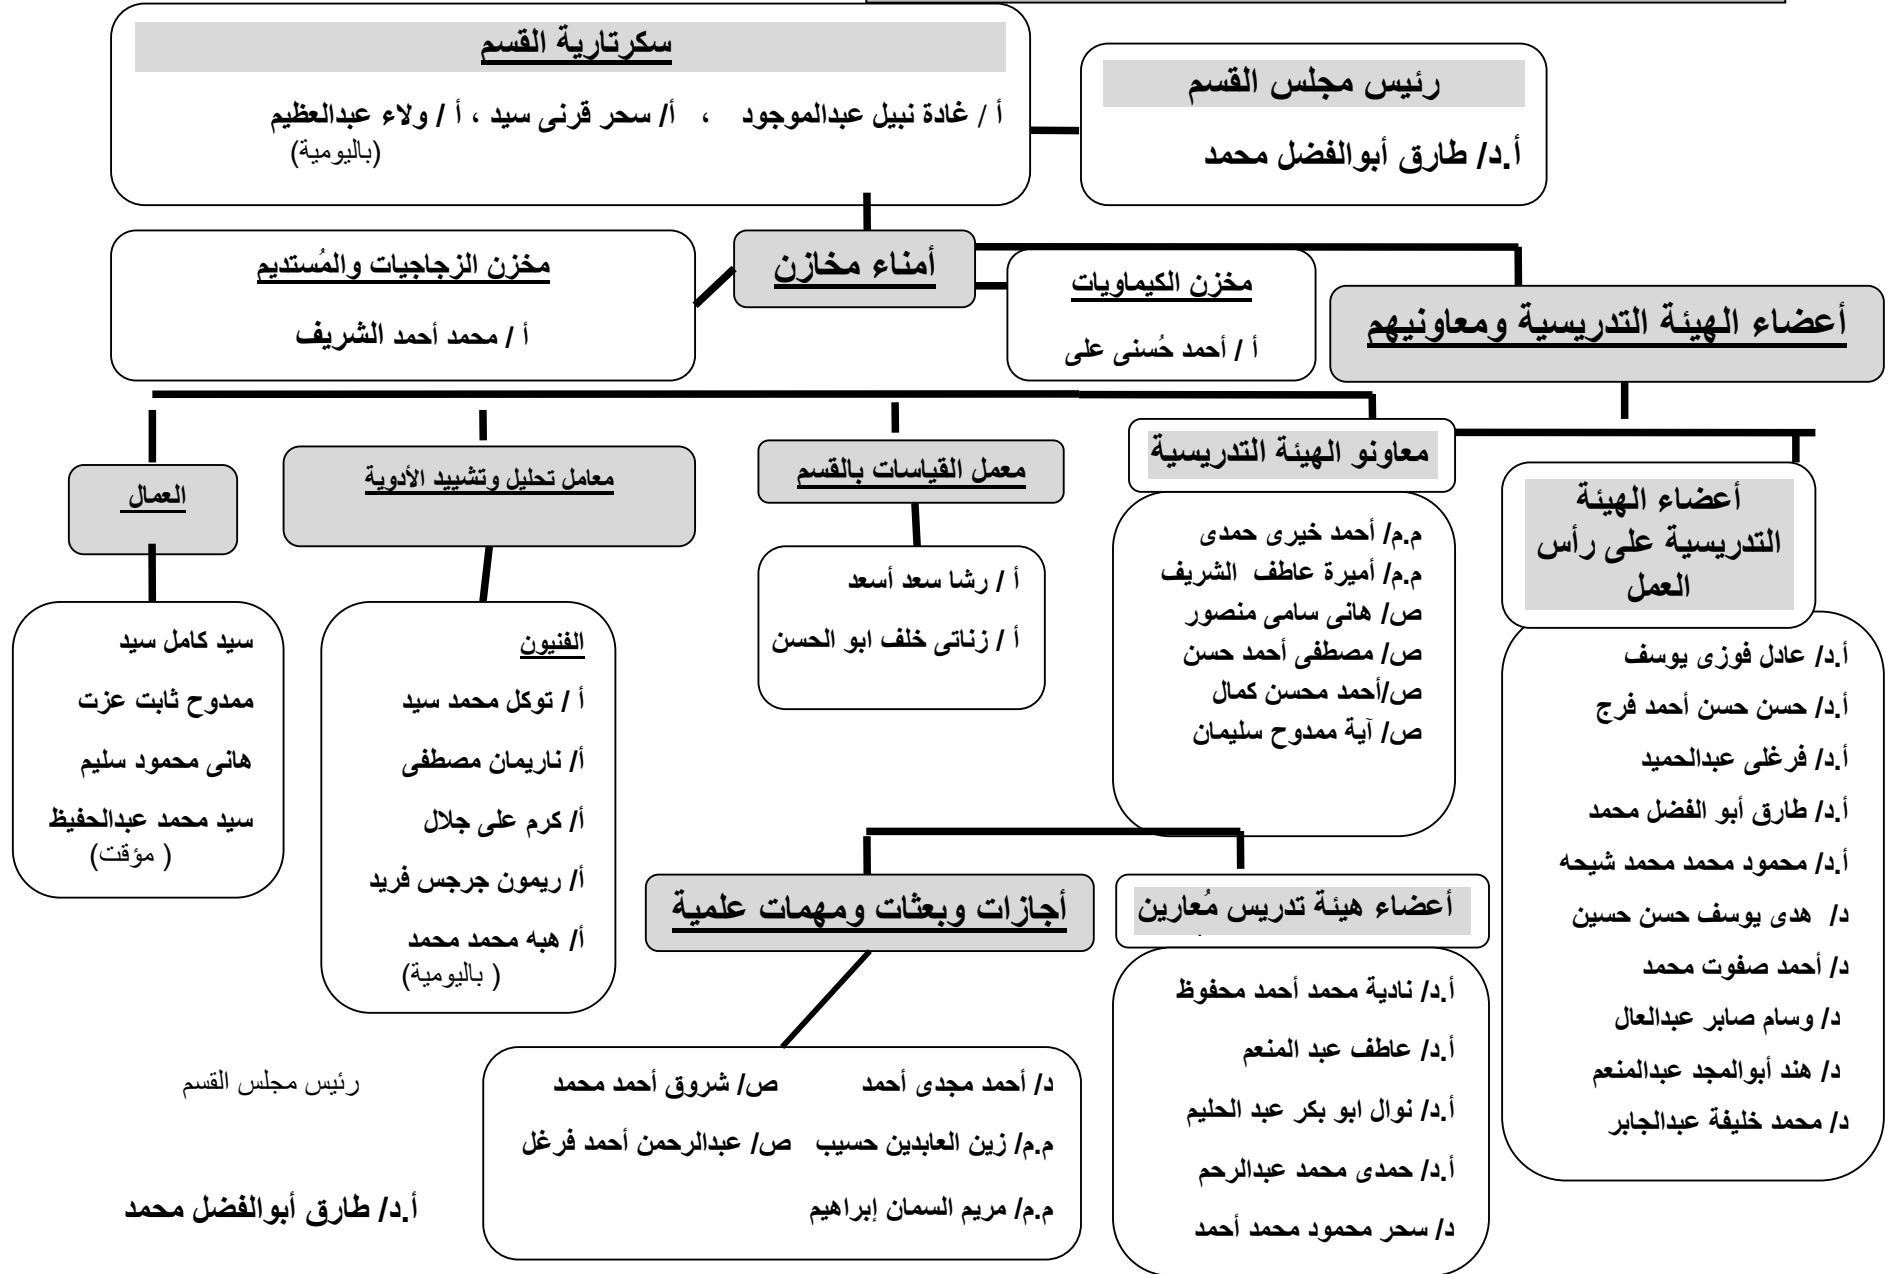 رئيس مجلس القسم
أ.د/ طارق أبوالفضل محمد
سكرتارية القسم
أ / غادة نبيل عبدالموجود ، أ/ سحر قرنى سيد ، أ / ولاء عبدالعظيم
(باليومية)
أمناء مخازن
مخزن الكيماويات
أ / أحمد حُسنى على
مخزن الزجاجيات والمُستديم
أ / محمد أحمد الشريف
أعضاء الهيئة التدريسية ومعاونيهم
أعضاء الهيئة
التدريسية على رأس
العمل
أ.د/ عادل فوزى يوسف
أ.د/ حسن حسن أحمد فرج
أ.د/ فرغلى عبدالحميد
أ.د/ طارق أبو الفضل محمد
أ.د/ محمود محمد محمد شيحه
د/ هدى يوسف حسن حسين
د/ أحمد صفوت محمد
د/ وسام صابر عبدالعال
د/ هند أبوالمجد عبدالمنعم
د/ محمد خليفة عبدالجابر
معاونو الهيئة التدريسية
م.م/ أحمد خيرى حمدى
م.م/ أميرة عاطف الشريف
ص/ هانى سامى منصور
ص/ مصطفى أحمد حسن
ص/أحمد محسن كمال
ص/ آية ممدوح سليمان
معمل القياسات بالقسم
أ / رشا سعد أسعد
أ / زناتى خلف ابو الحسن
معامل تحليل وتشييد الأدوية
الفنيون
أ / توكل محمد سيد
أ/ ناريمان مصطفى
أ/ كرم على جلال
أ/ ريمون جرجس فريد
أ/ هبه محمد محمد
( باليومية)
العمال
سيد كامل سيد
ممدوح ثابت عزت
هانى محمود سليم
سيد محمد عبدالحفيظ
( مؤقت)
أعضاء هيئة تدريس مُعارين
أ.د/ نادية محمد أحمد محفوظ
أ.د/ عاطف عبد المنعم
أ.د/ نوال ابو بكر عبد الحليم
أ.د/ حمدى محمد عبدالرحم
د/ سحر محمود محمد أحمد
أجازات وبعثات ومهمات علمية
د/ أحمد مجدى أحمد ص/ شروق أحمد محمد
م.م/ زين العابدين حسيب ص/ عبدالرحمن أحمد فرغل
م.م/ مريم السمان إبراهيم
رئيس مجلس القسم
أ.د/ طارق أبوالفضل محمد